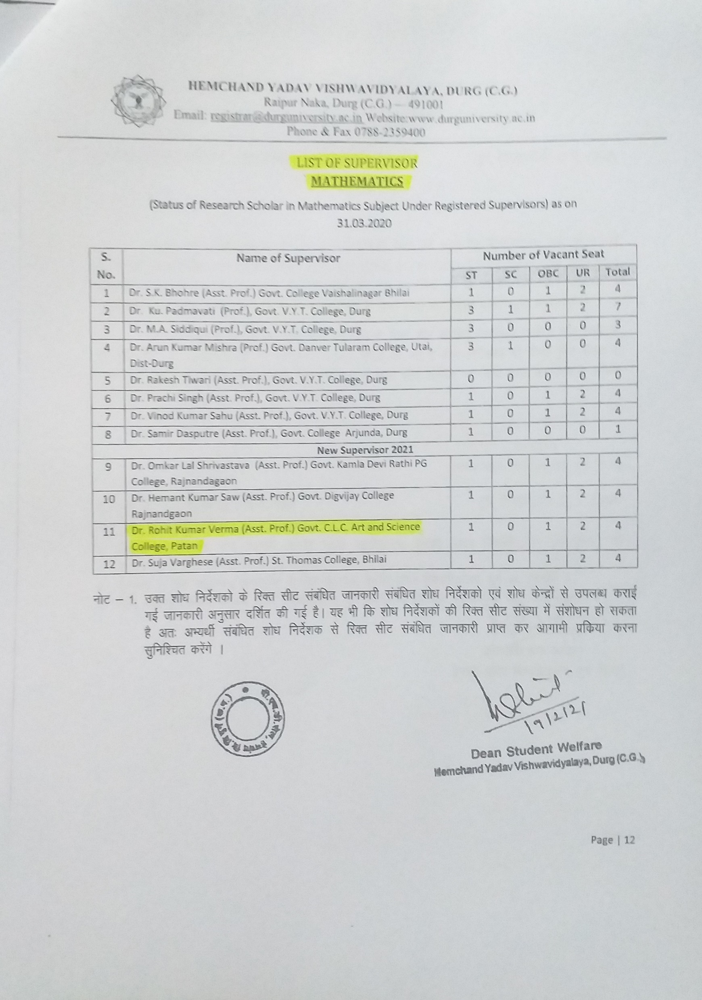 HEMCHAND YADAV VISHWAVIDYALAYA, DURG (C.G.)
Raipur Naka, Durg (C.G.) – 491001
Email: registrar@durguniversity.ac.in Website:www.durguniversity.ac.in
Phone & Fax 0788-2359400
LIST OF SUPERVISOR
MATHEMATICS
(Status of Research Scholar in Mathematics Subject Under Registered Supervisors) as on
31.03.2020
S. No. Name of Supervisor Number of Vacant Seat
ST SC OBC UR Total
1 Dr. S.K. Bhohre (Asst. Prof.) Govt. College Vaishalinagar Bhilai 1 0 1 2 4
2 Dr. Ku. Padmavati (Prof.), Govt. V.Y.T. College, Durg 3 1 1 2 7
3 Dr. M.A. Siddiqui (Prof.), Govt. V.Y.T. College, Durg 3 0 0 0 3
4 Dr. Arun Kumar Mishra (Prof.) Govt. Danver Tularam College, Utai, 3 1 0 0 4
Dist-Durg
5 Dr. Rakesh Tiwari (Asst. Prof.), Govt. V.Y.T. College, Durg 0 0 0 0 0
6 Dr. Prachi Singh (Asst. Prof.), Govt. V.Y.T. College, Durg 1 0 1 2 4
7 Dr. Vinod Kumar Sahu (Asst. Prof.), Govt. V.Y.T. College, Durg 1 0 1 2 4
8 Dr. Samir Dasputre (Asst. Prof.), Govt. College Arjunda, Durg 1 0 0 0 1
New Supervisor 2021
9 Dr. Omkar Lal Shrivastava (Asst. Prof.) Govt. Kamla Devi Rathi PG 1 0 1 2 4
College, Rajnandagaon
10 Dr. Hemant Kumar Saw (Asst. Prof.) Govt. Digvijay College 1 0 1 2 4
Rajnandgaon
11 Dr. Rohit Kumar Verma (Asst. Prof.) Govt. C.L.C. Art and Science 1 0 1 2 4
College, Patan
12 Dr. Suja Varghese (Asst. Prof.) St. Thomas College, Bhilai 1 0 1 2 4
नोट – 1. उक्त शोध निर्देशको के रिक्त सीट संबंधित जानकारी संबंधित शोध निर्देशको एवं शोध केन्द्रों से उपलब्ध कराई
गई जानकारी अनुसार दर्शित की गई है। यह भी कि शोध निर्देशकों की रिक्त सीट संख्या में संशोधन हो सकता
है अतः अभ्यर्थी संबंधित शोध निर्देशक से रिक्त सीट संबंधित जानकारी प्राप्त कर आगामी प्रकिया करना
सुनिश्चित करेंगे ।
19/2/21
Dean Student Welfare
Hemchand Yadav Vishwavidyalaya, Durg (C.G.)
Page | 12